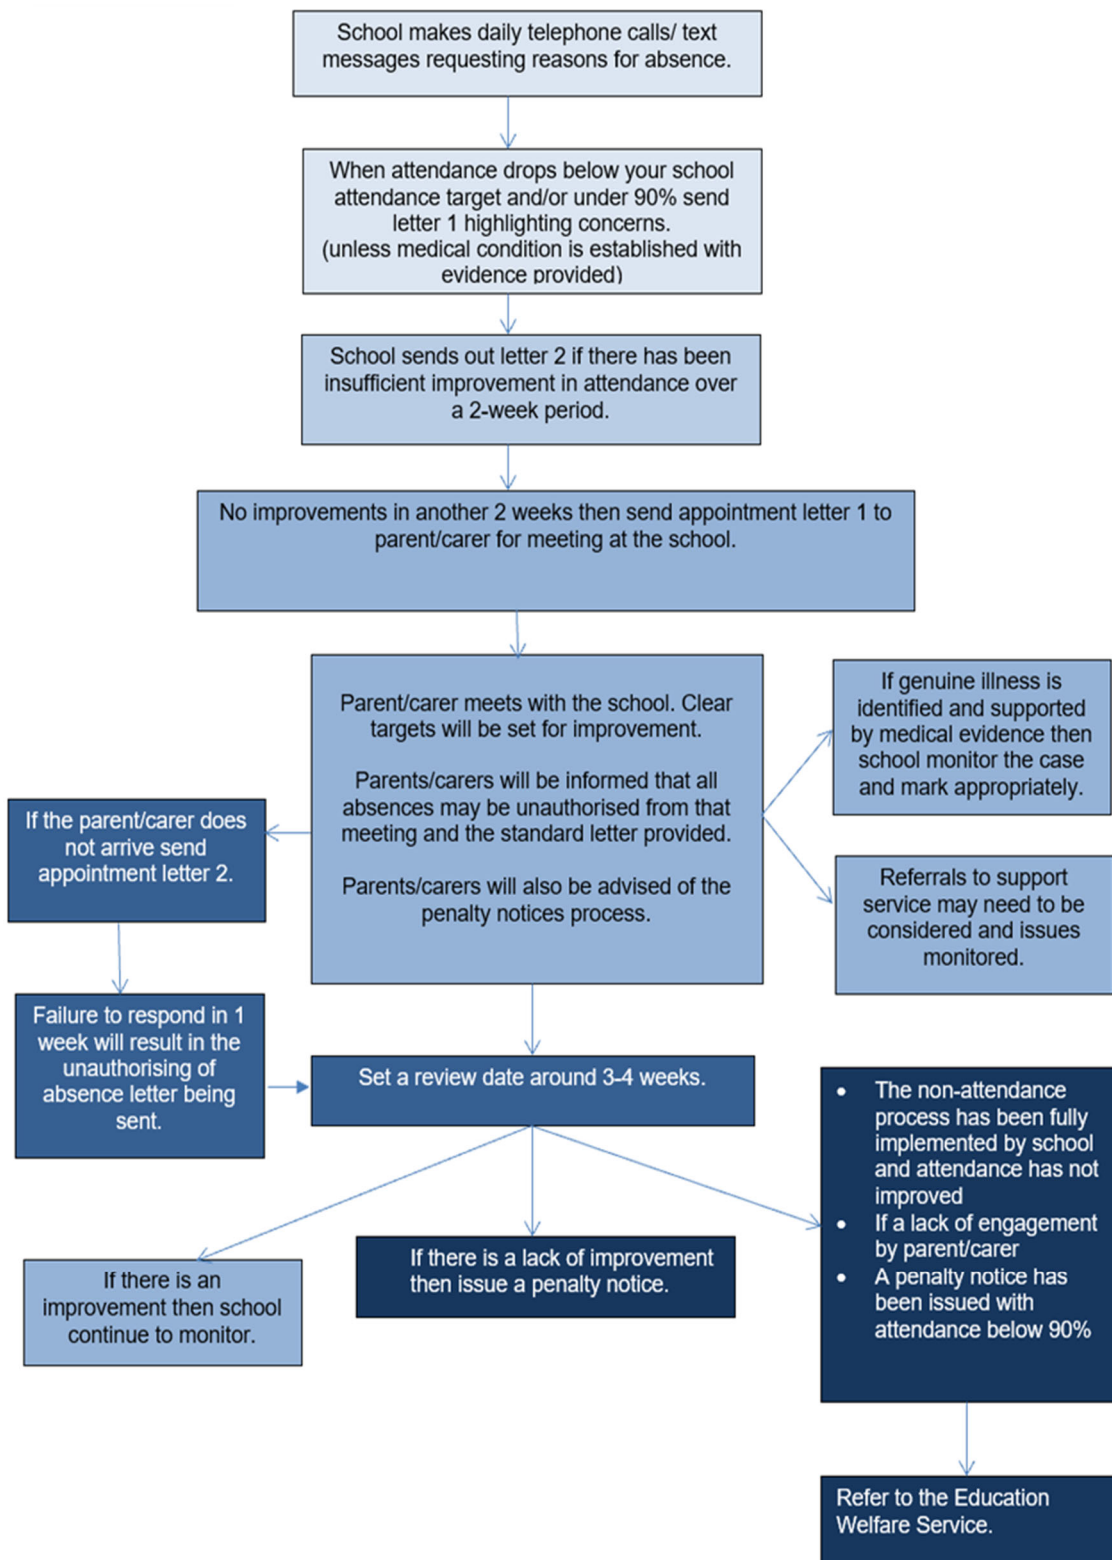 School makes daily telephone calls/ text
messages requesting reasons for absence.
When attendance drops below your school
attendance target and/or under 90% send
letter 1 highlighting concerns.
(unless medical condition is established with
evidence provided)
School sends out letter 2 if there has been
insufficient improvement in attendance over
a 2-week period.
No improvements in another 2 weeks then send appointment letter 1 to
parent/carer for meeting at the school.
Parent/carer meets with the school. Clear
targets will be set for improvement.
Parents/carers will be informed that all
absences may be unauthorised from that
meeting and the standard letter provided.
Parents/carers will also be advised of the
penalty notices process.
If genuine illness is
identified and supported
by medical evidence then
school monitor the case
and mark appropriately.
Referrals to support
service may need to be
considered and issues
monitored.
If the parent/carer does
not arrive send
appointment letter 2.
Failure to respond in 1
week will result in the
unauthorising of
absence letter being
sent.
Set a review date around 3-4 weeks.
If there is an
improvement then school
continue to monitor.
If there is a lack of improvement
then issue a penalty notice.
• The non-attendance
process has been fully
implemented by school
and attendance has not
improved
• If a lack of engagement
by parent/carer
• A penalty notice has
been issued with
attendance below 90%
Refer to the Education
Welfare Service.